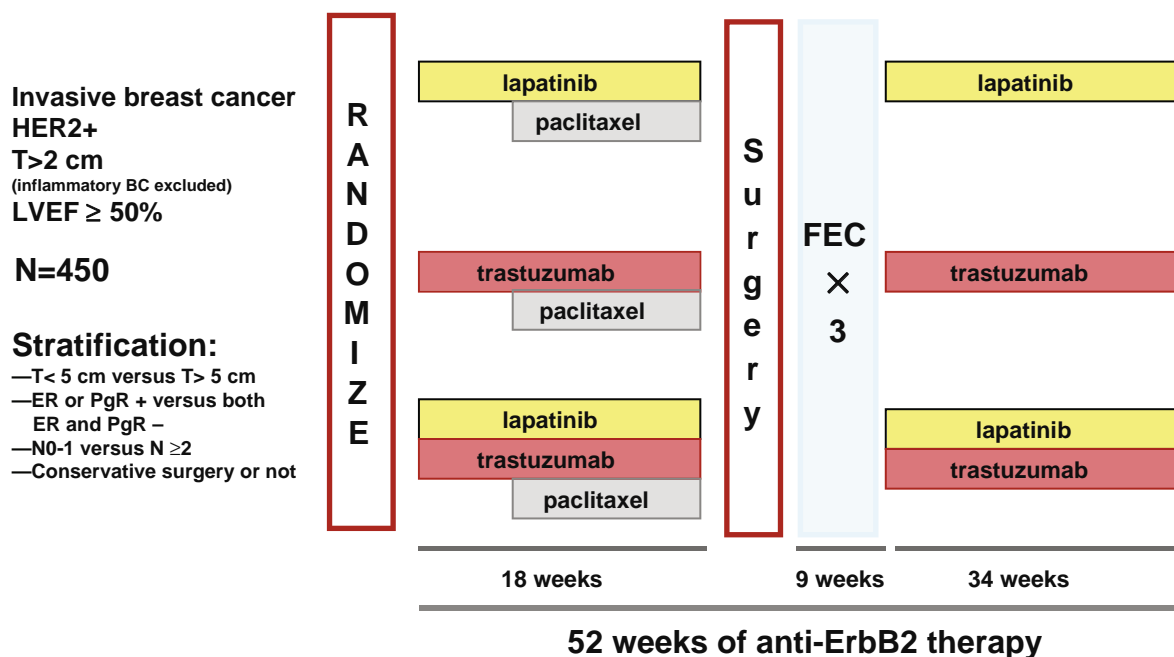 Invasive breast cancer
HER2+
T>2 cm
(inflammatory BC excluded)
LVEF ≥ 50%
N=450
Stratification:
—T< 5 cm versus T> 5 cm
—ER or PgR + versus both
ER and PgR –
—N0-1 versus N ≥2
—Conservative surgery or not
R
A
N
D
O
M
I
Z
E
lapatinib
paclitaxel
trastuzumab
paclitaxel
lapatinib
trastuzumab
paclitaxel
S
u
r
g
e
r
y
FEC
×
3
lapatinib
trastuzumab
lapatinib
trastuzumab
18 weeks
9 weeks
34 weeks
52 weeks of anti-ErbB2 therapy